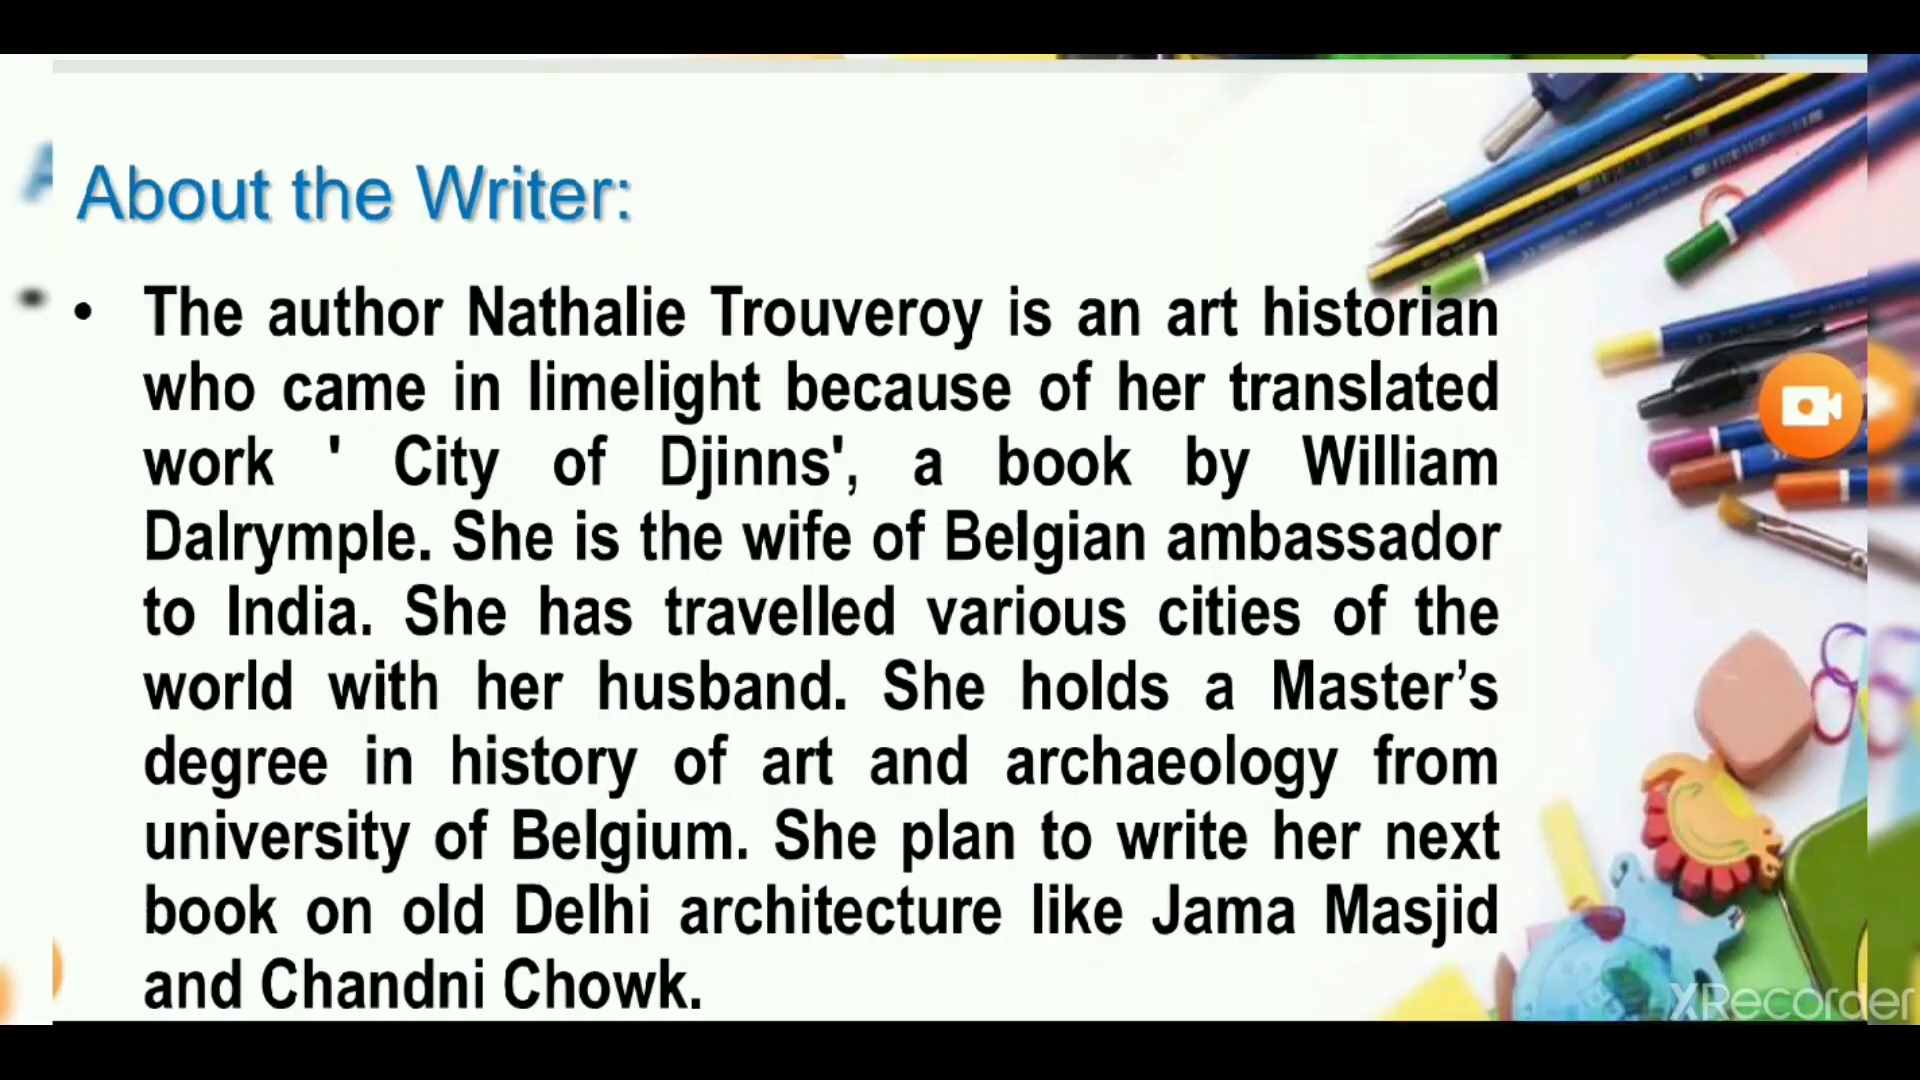 About the Writer:
• The author Nathalie Trouveroy is an art historian
who came in limelight because of her translated
work ' City of Djinns', a book by William
Dalrymple. She is the wife of Belgian ambassador
to India. She has travelled various cities of the
world with her husband. She holds a Master’s
degree in history of art and archaeology from
university of Belgium. She plan to write her next
book on old Delhi architecture like Jama Masjid
and Chandni Chowk.
XRecorder